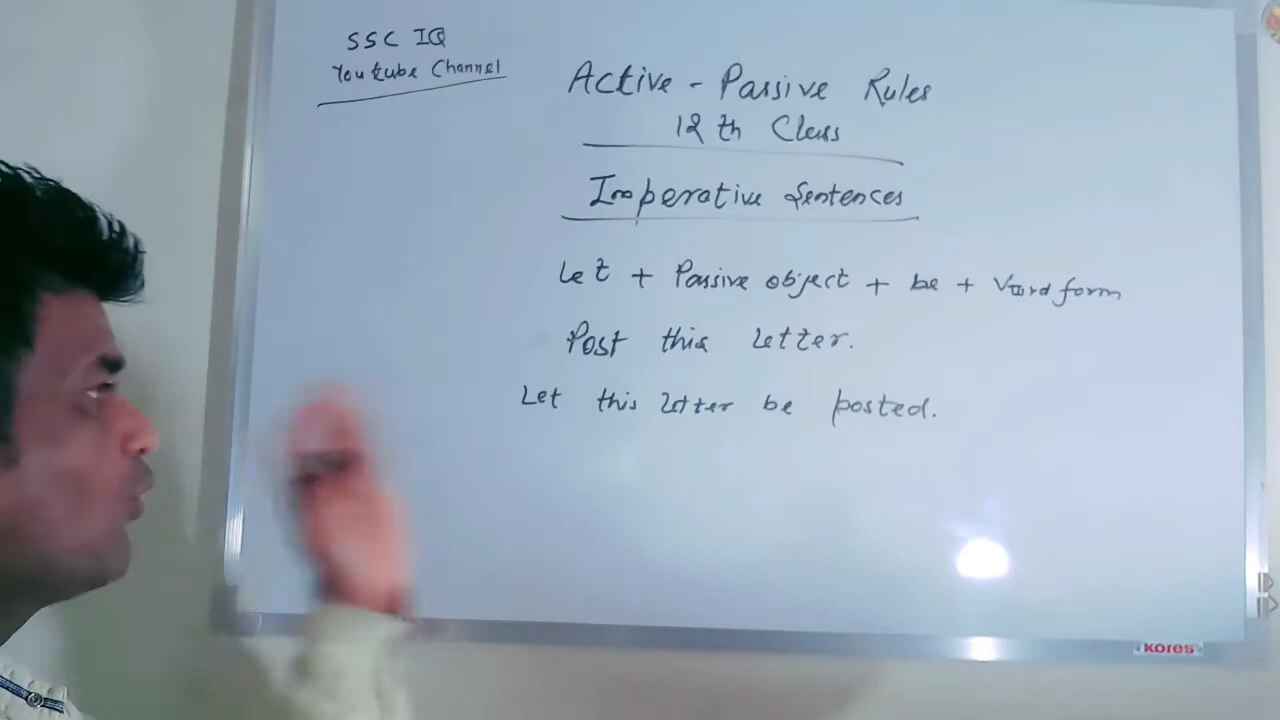 SSC IQ
Youtube Channel
Active - Passive Rules
12 th Class
Imperative Sentences
Let + Passive object + be + VIIIrd form
Post this letter.
Let this letter be posted.
kores